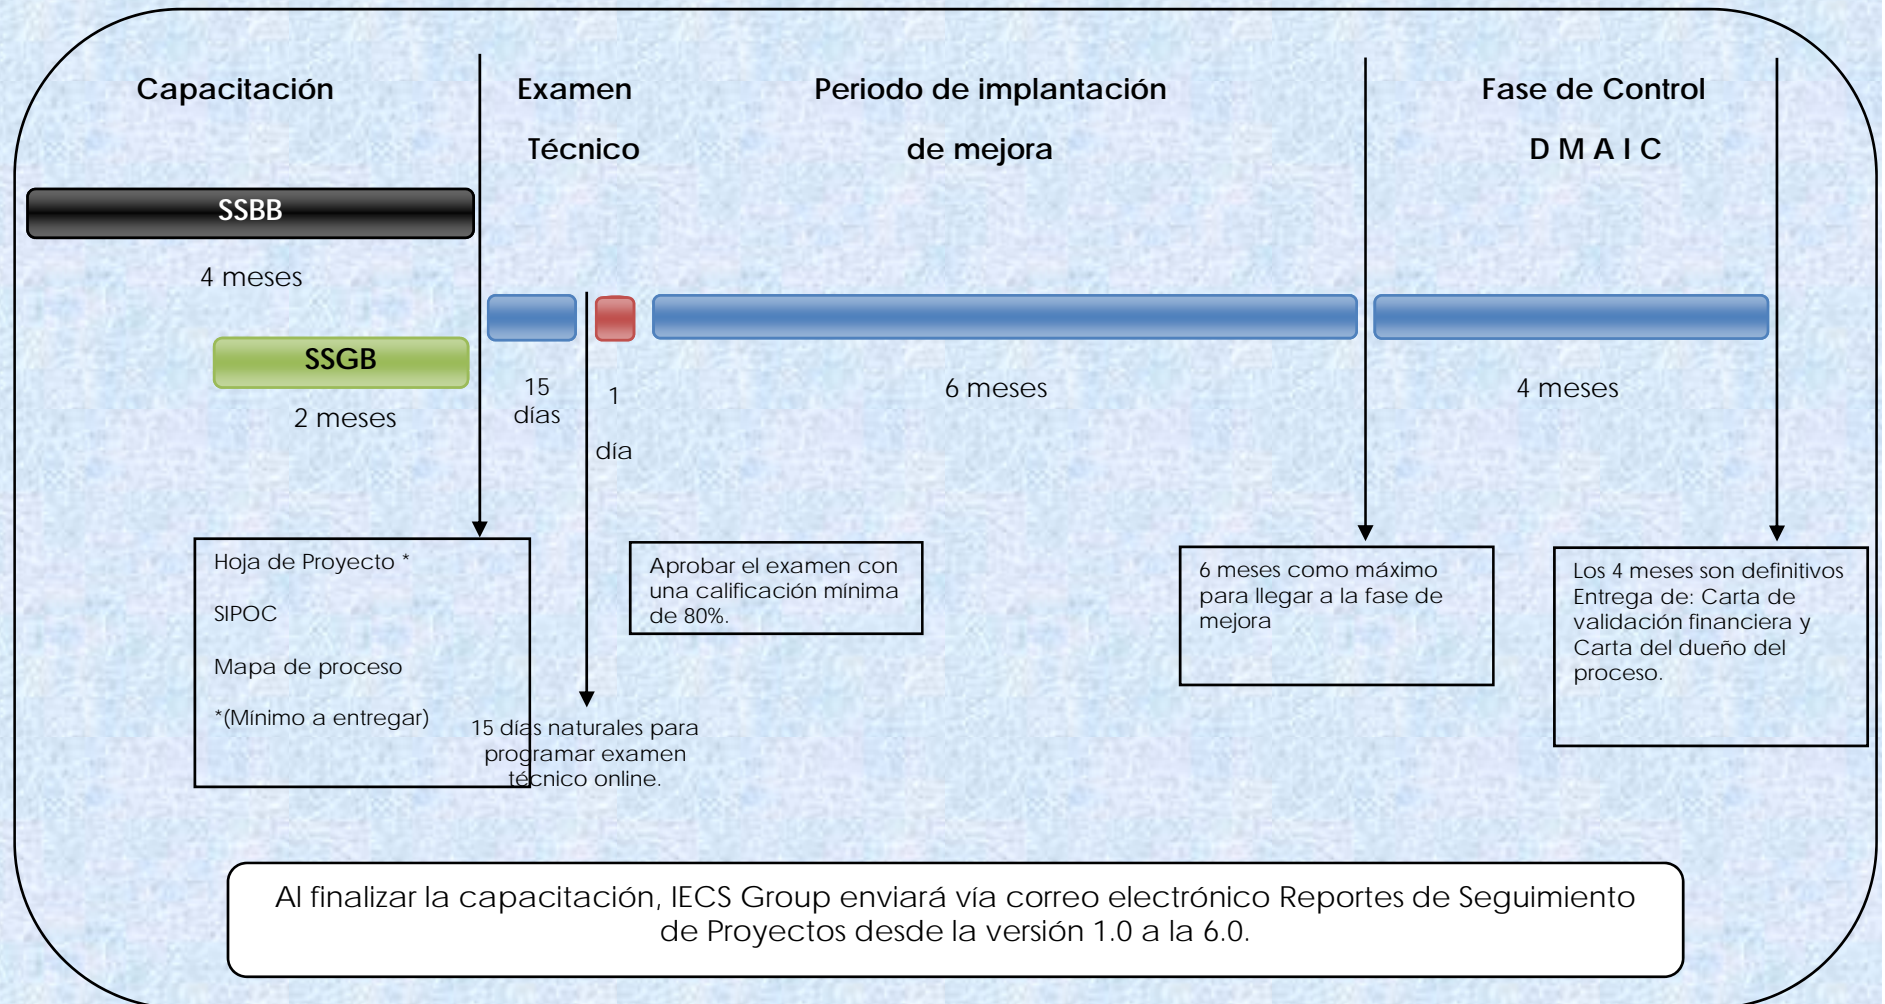 Capacitación
Examen
Técnico
Periodo de implantación
de mejora
Fase de Control
D M A I C
SSBB
4 meses
SSGB
2 meses
15
días
1
día
6 meses
4 meses
Hoja de Proyecto *
SIPOC
Mapa de proceso
*(Mínimo a entregar)
15 días naturales para
programar examen
técnico online.
Aprobar el examen con
una calificación mínima
de 80%.
6 meses como máximo
para llegar a la fase de
mejora
Los 4 meses son definitivos
Entrega de: Carta de
validación financiera y
Carta del dueño del
proceso.
Al finalizar la capacitación, IECS Group enviará vía correo electrónico Reportes de Seguimiento
de Proyectos desde la versión 1.0 a la 6.0.